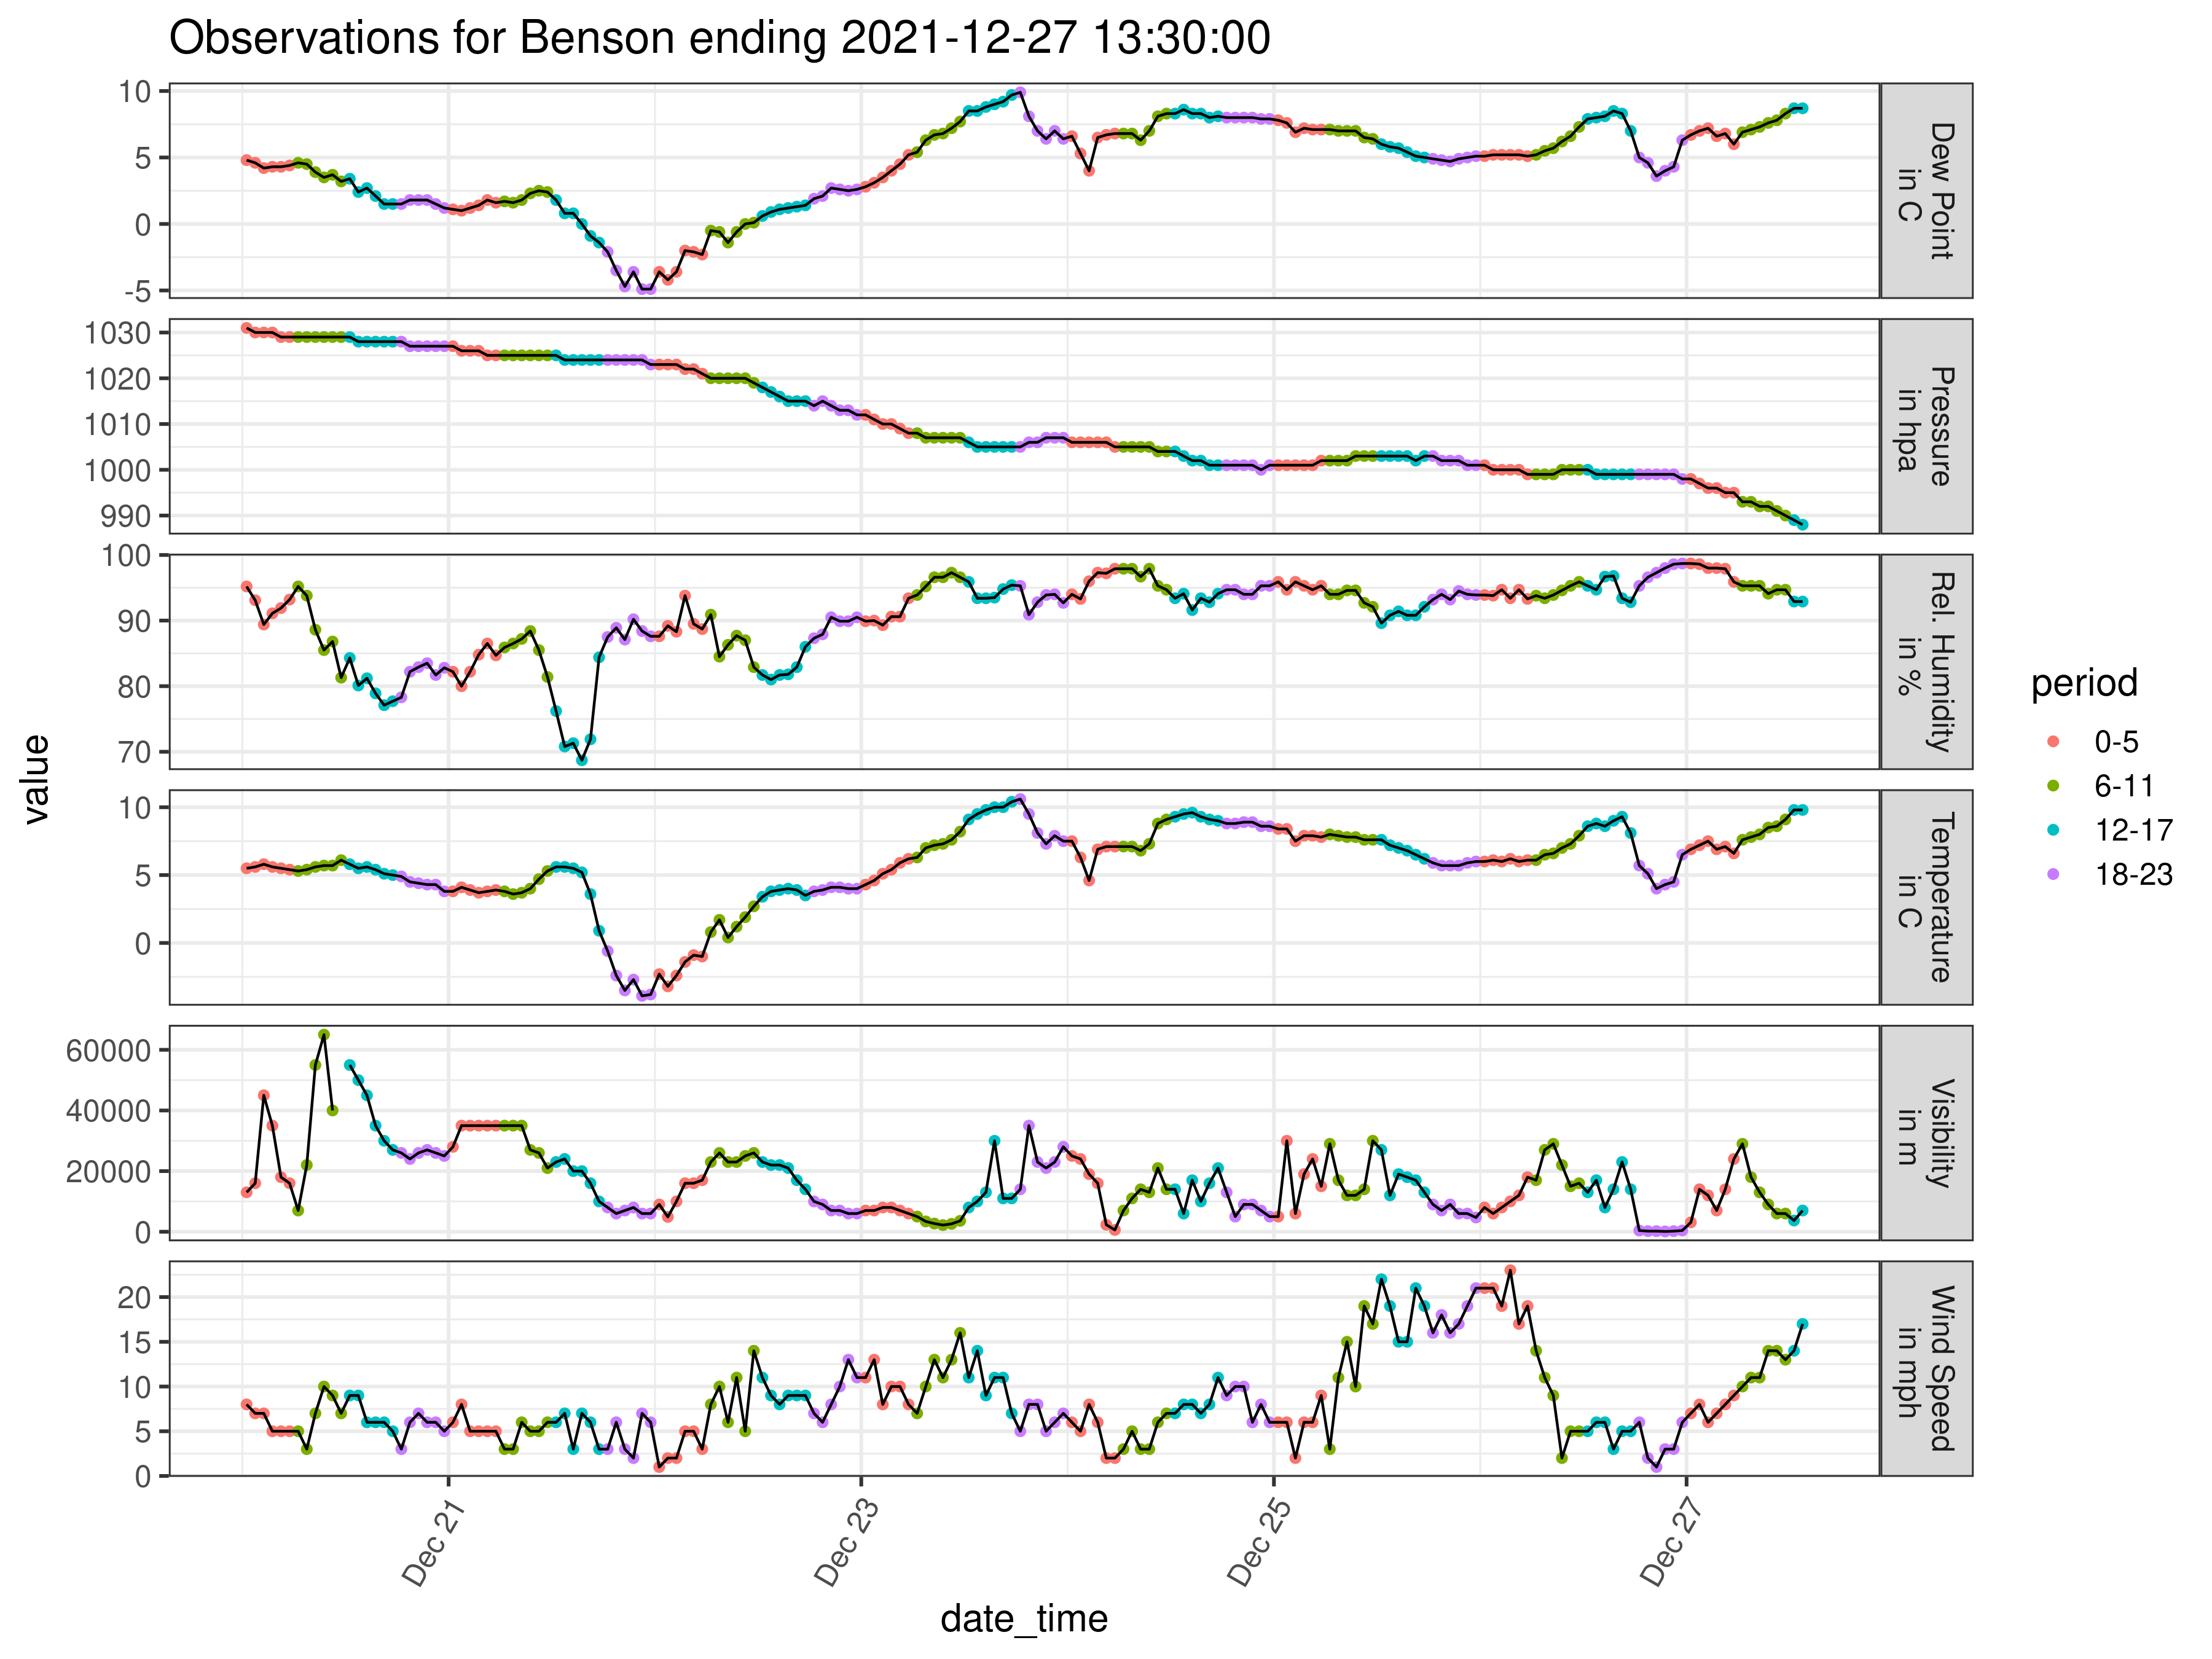 Observations for Benson ending 2021-12-27 13:30:00
value
10
5
0
-5
Dew Point
in C
1030
1020
1010
1000
990
Pressure
in hpa
100
90
80
70
Rel. Humidity
in %
10
5
0
Temperature
in C
60000
40000
20000
0
Visibility
in m
20
15
10
5
0
Wind Speed
in mph
Dec 21
Dec 23
Dec 25
Dec 27
date_time
period
0-5
6-11
12-17
18-23